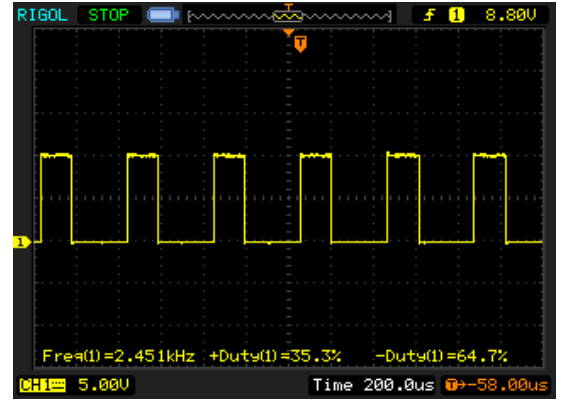 RIGOL STOP T 1 8.80V
T
1
Freq(1)=2.451kHz +Duty(1)=35.3% -Duty(1)=64.7%
CH1 5.00V Time 200.0us T→-58.00us